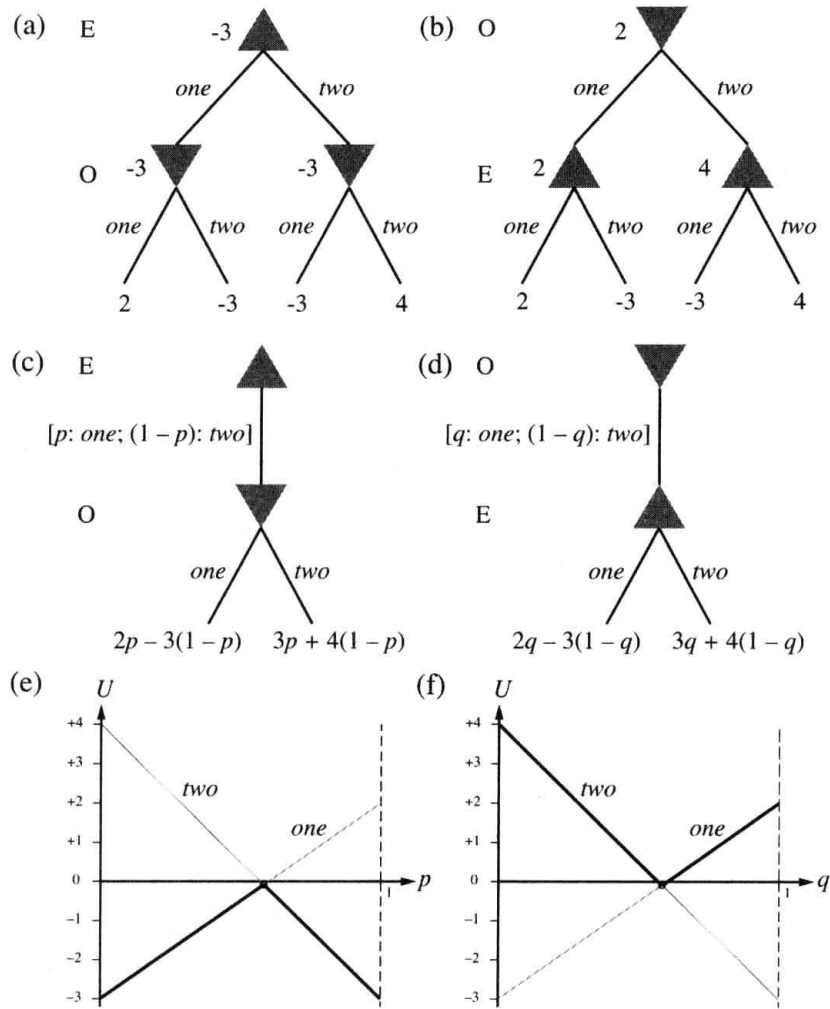 (a) E -3 (b) O 2
one two one two
O -3 -3 E 2 4
one two one two one two one two
2 -3 -3 4 2 -3 -3 4
(c) E (d) O
[p: one; (1 – p): two] [q: one; (1 – q): two]
O E
one two one two
2p – 3(1 – p) 3p + 4(1 – p) 2q – 3(1 – q) 3q + 4(1 – q)
(e) U (f) U
+4 +4
+3 +3
two two
+2 +2
one one
+1 +1
0 p 0 q
1 1
-1 -1
-2 -2
-3 -3